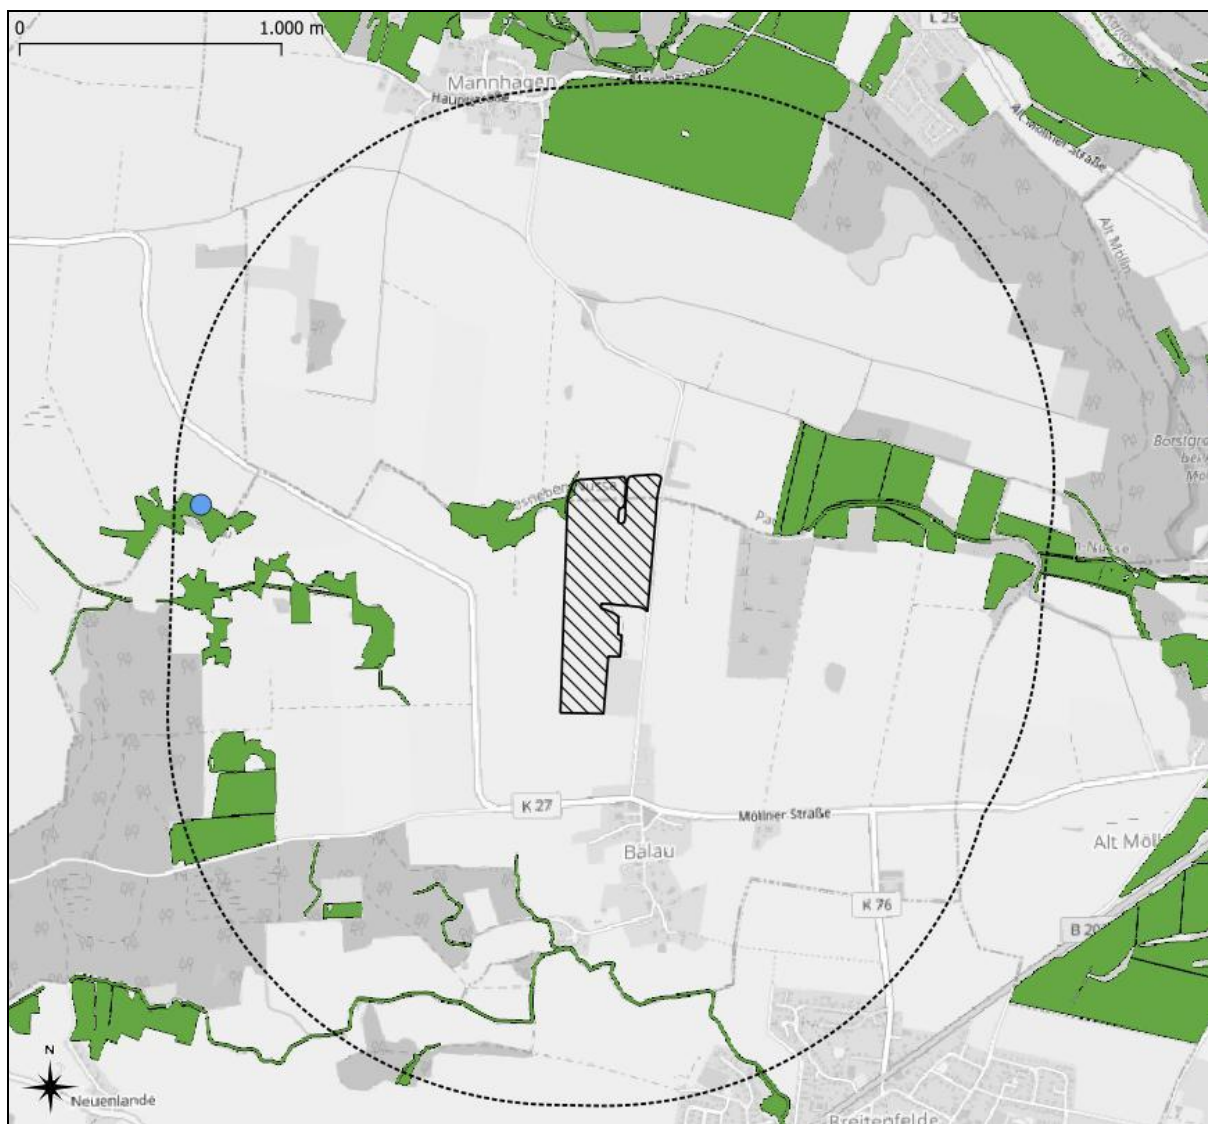 0
1.000 m
L 25
Mannhagen
Hauptstraße
Alt Möllner Straße
Alt Mölln
K 27
Möllner Straße
Bälau
Alt Möll
K 76
B 20
N
Neuenlande
Breitenfelde